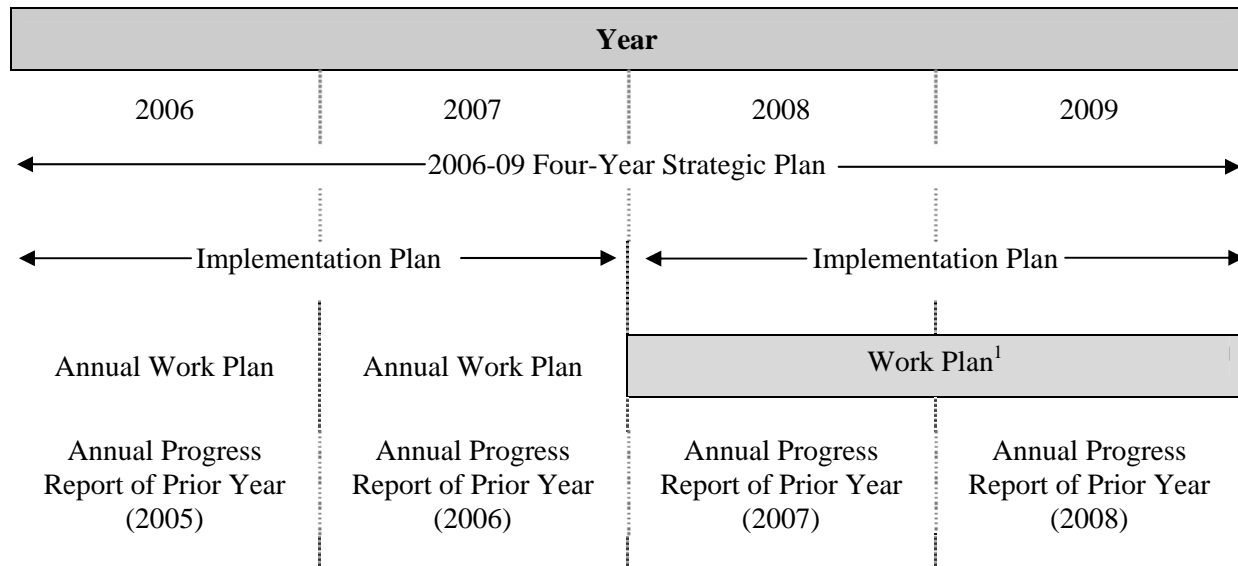 Year
2006 2007 2008 2009
2006-09 Four-Year Strategic Plan
Implementation Plan Implementation Plan
Annual Work Plan Annual Work Plan Work Plan¹
Annual Progress Annual Progress Annual Progress Annual Progress
Report of Prior Year Report of Prior Year Report of Prior Year Report of Prior Year
(2005) (2006) (2007) (2008)